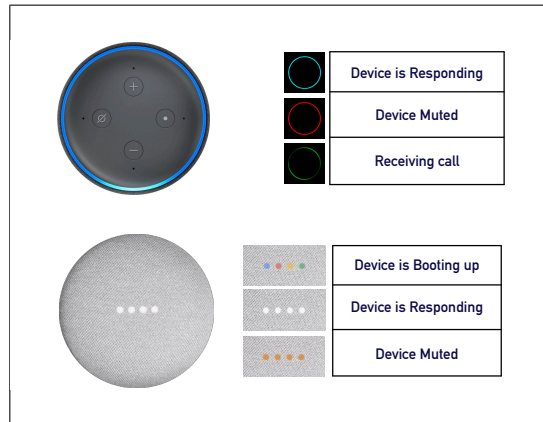 Device is Responding
Device Muted
Receiving call
Device is Booting up
Device is Responding
Device Muted